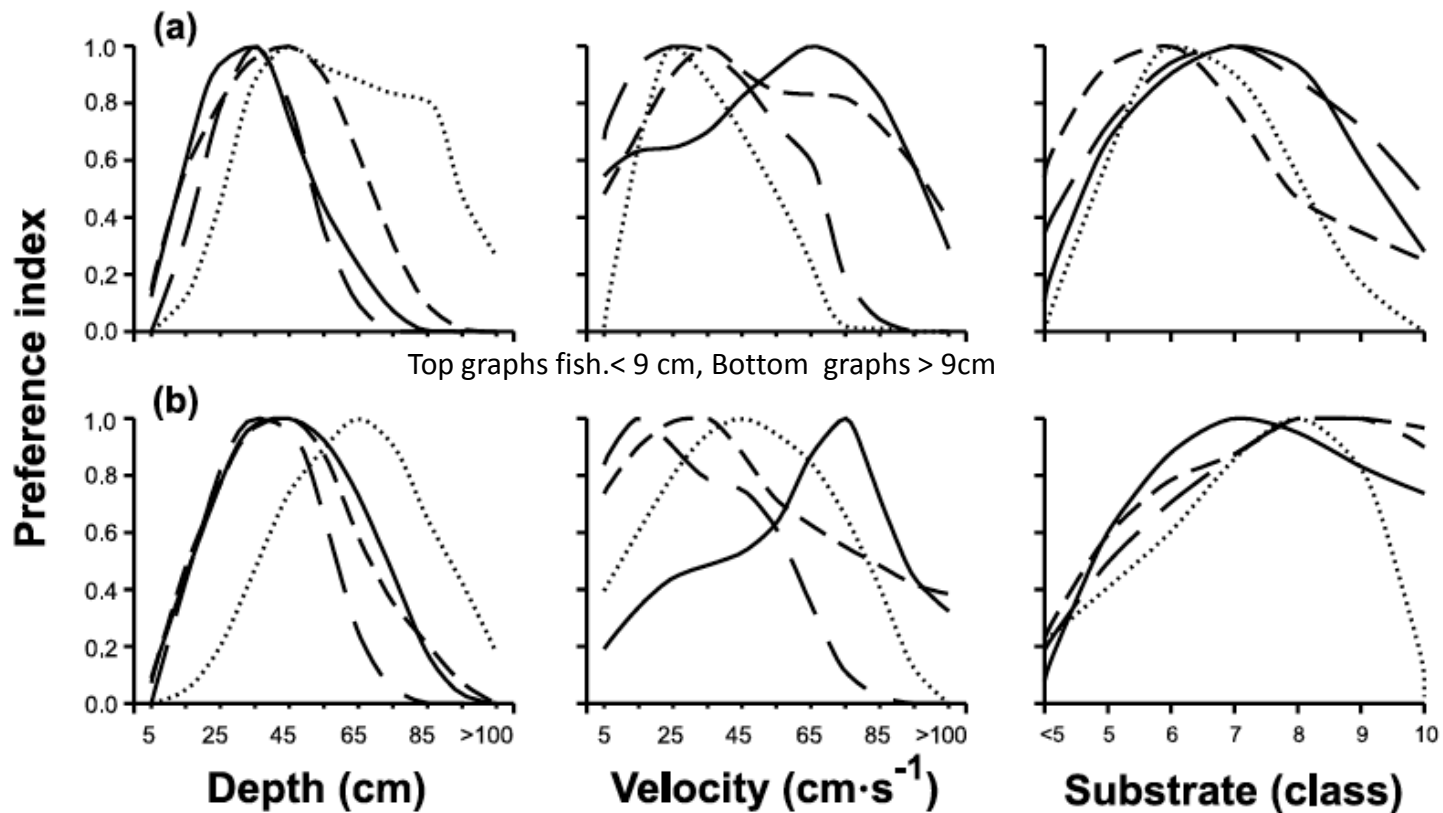 (a)
Preference index
1.0
0.8
0.6
0.4
0.2
0.0
Top graphs fish.< 9 cm, Bottom graphs > 9cm
(b)
1.0
0.8
0.6
0.4
0.2
0.0
5 25 45 65 85 >100
5 25 45 65 85 >100
<5 5 6 7 8 9 10
Depth (cm)
Velocity (cm·s⁻¹)
Substrate (class)